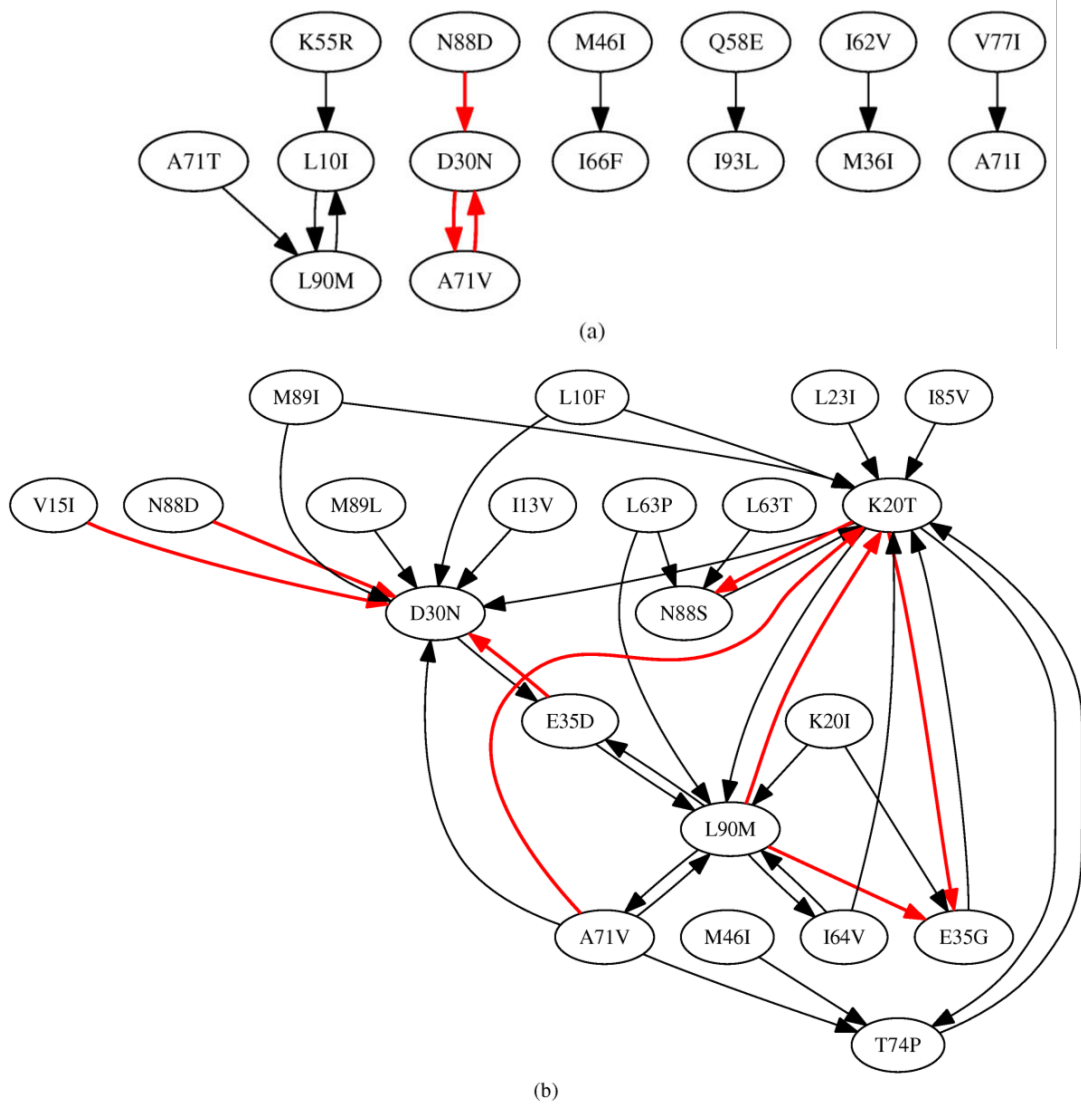 K55R N88D M46I Q58E I62V V77I
A71T L10I D30N I66F I93L M36I A71I
L90M A71V
(a)
M89I L10F L23I I85V
V15I N88D M89L I13V L63P L63T K20T
D30N N88S
E35D K20I
L90M
A71V M46I I64V E35G
T74P
(b)